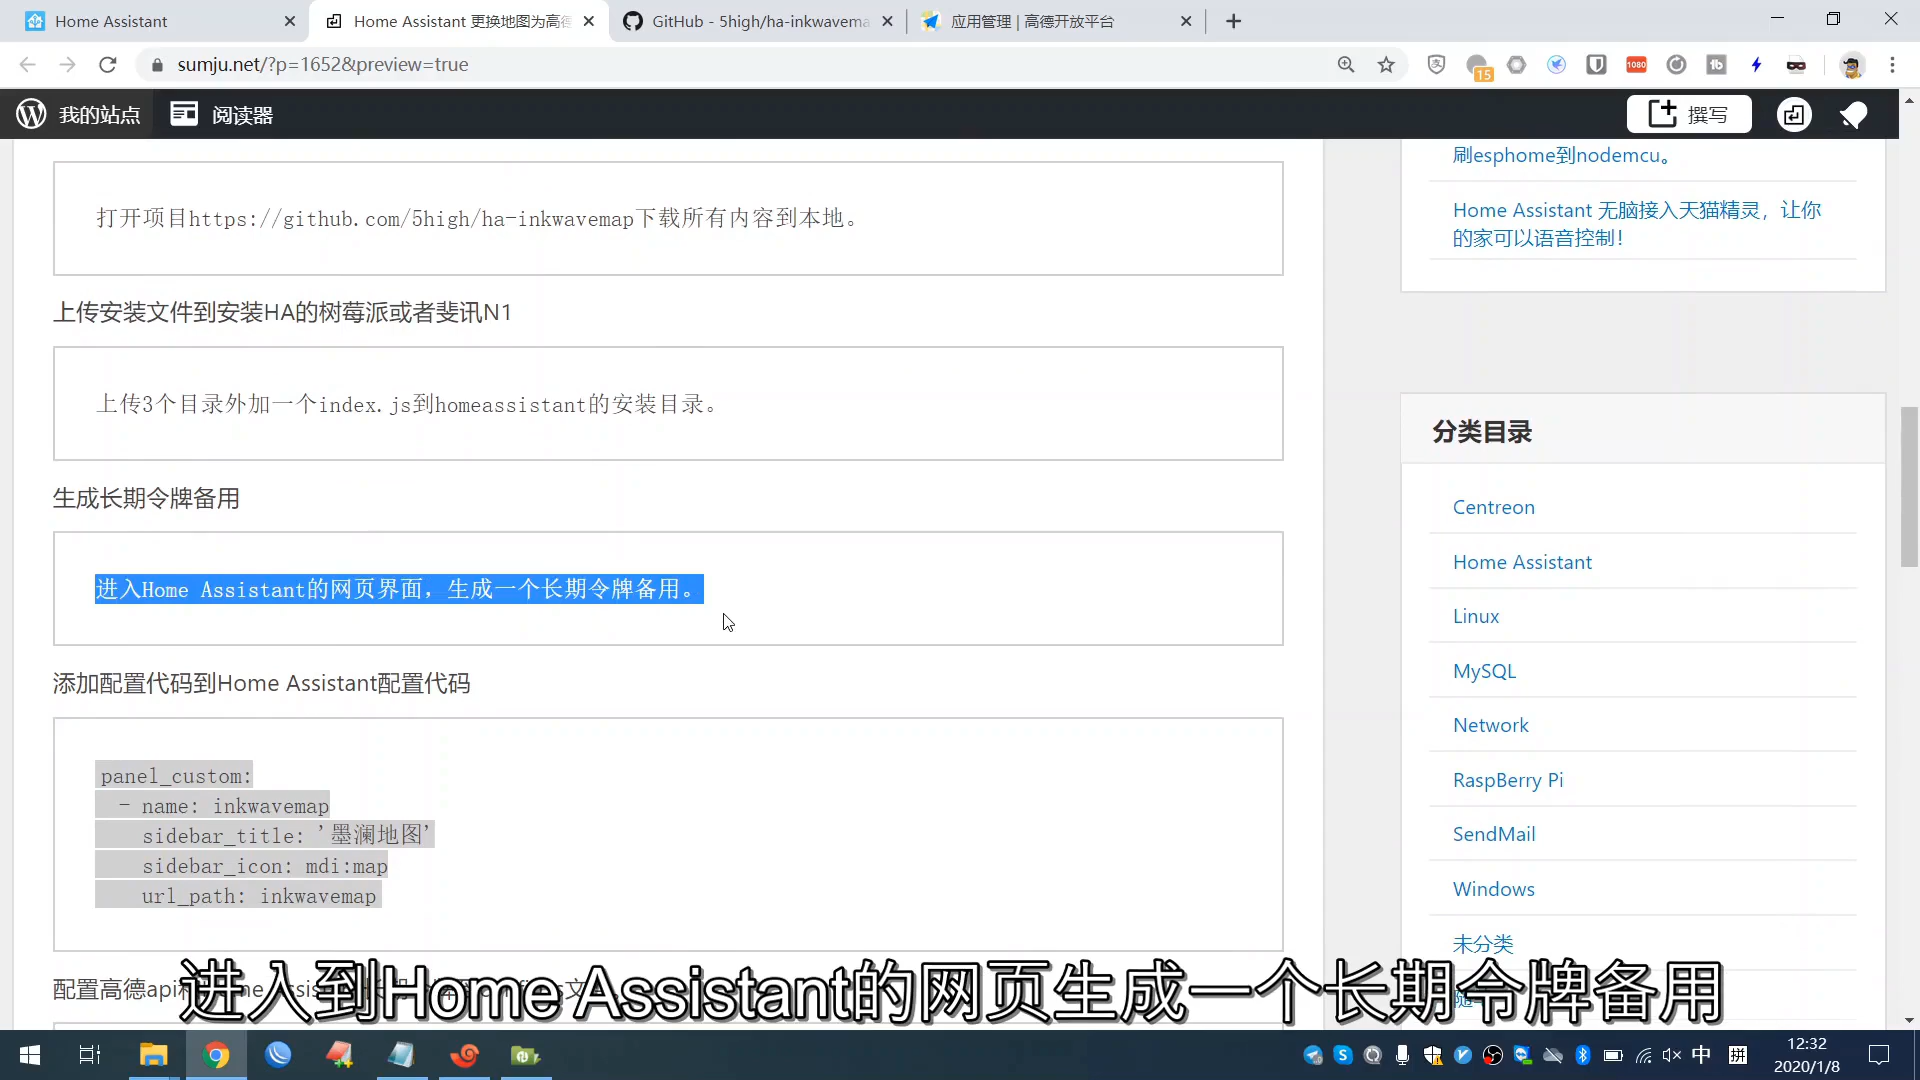 Home Assistant
Home Assistant 更换地图为高德
GitHub - 5high/ha-inkwavema
应用管理 | 高德开放平台
sumju.net/?p=1652&preview=true
15
1080
我的站点
阅读器
撰写
打开项目https://github.com/5high/ha-inkwavemap下载所有内容到本地。
上传安装文件到安装HA的树莓派或者斐讯N1
上传3个目录外加一个index.js到homeassistant的安装目录。
生成长期令牌备用
进入Home Assistant的网页界面，生成一个长期令牌备用。
添加配置代码到Home Assistant配置代码
panel_custom:
- name: inkwavemap
sidebar_title: '墨澜地图'
sidebar_icon: mdi:map
url_path: inkwavemap
配置高德api
刷esphome到nodemcu。
Home Assistant 无脑接入天猫精灵，让你
的家可以语音控制！
分类目录
Centreon
Home Assistant
Linux
MySQL
Network
RaspBerry Pi
SendMail
Windows
未分类
进入到Home Assistant的网页生成一个长期令牌备用
中
拼
12:32
2020/1/8